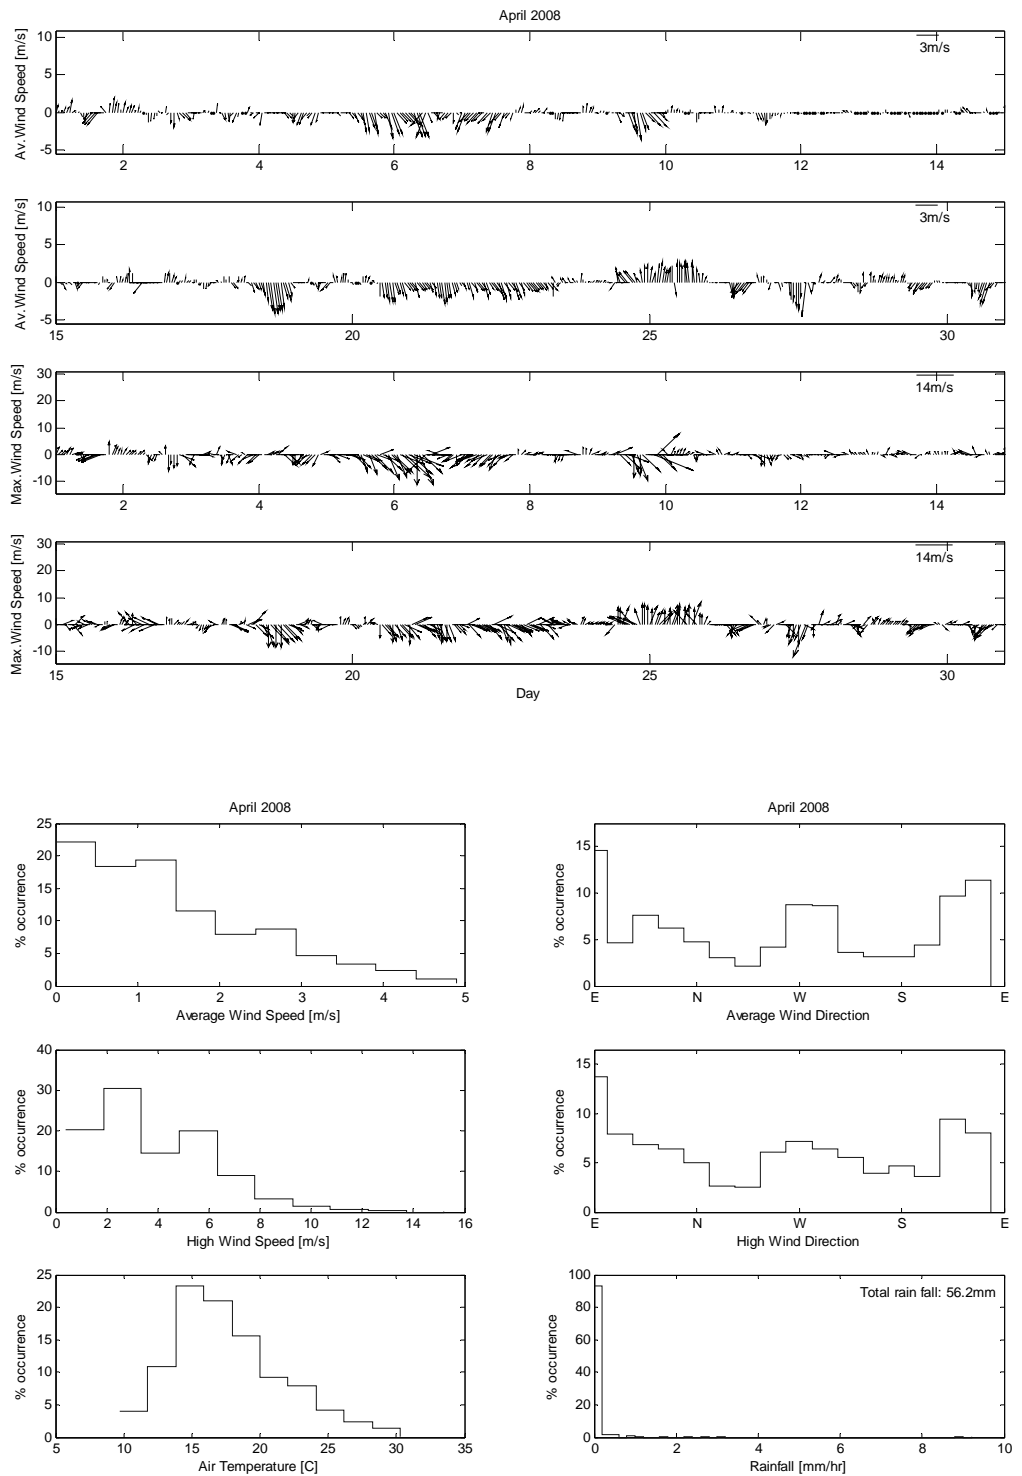 April 2008
10
5
0
-5
Av. Wind Speed [m/s]
3m/s
2 4 6 8 10 12 14
10
5
0
-5
Av. Wind Speed [m/s]
3m/s
15 20 25 30
30
20
10
0
-10
Max. Wind Speed [m/s]
14m/s
2 4 6 8 10 12 14
30
20
10
0
-10
Max. Wind Speed [m/s]
14m/s
15 20 25 30
Day
April 2008
25
20
15
10
5
0
% occurrence
0 1 2 3 4 5
Average Wind Speed [m/s]
April 2008
15
10
5
0
% occurrence
E N W S E
Average Wind Direction
40
30
20
10
0
% occurrence
0 2 4 6 8 10 12 14 16
High Wind Speed [m/s]
15
10
5
0
% occurrence
E N W S E
High Wind Direction
25
20
15
10
5
0
% occurrence
5 10 15 20 25 30 35
Air Temperature [C]
100
80
60
40
20
0
% occurrence
Total rain fall: 56.2mm
0 2 4 6 8 10
Rainfall [mm/hr]